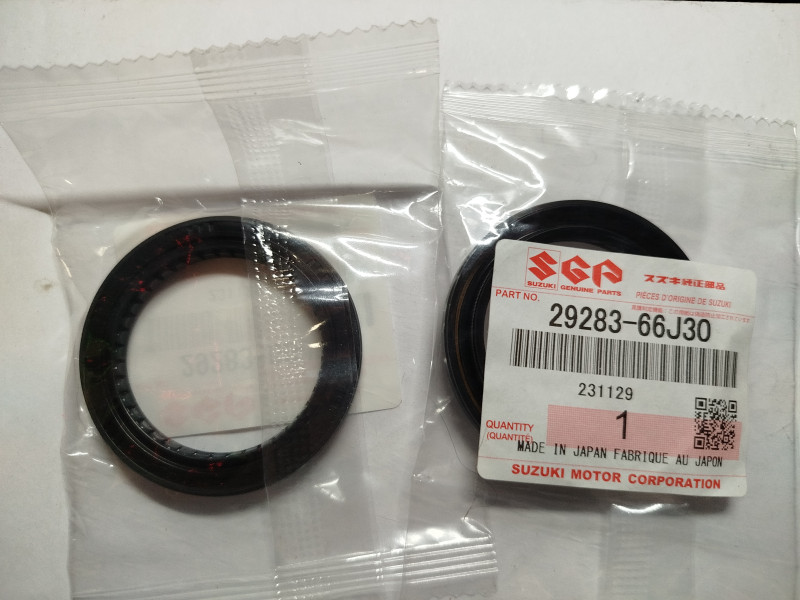 SGP
SUZUKI GENUINE PARTS
スズキ純正部品
PIÈCES D'ORIGINE DE SUZUKI
PART NO.
29283-66J30
231129
QUANTITY
(QUANTITÉ)
1
MADE IN JAPAN FABRIQUE AU JAPON
SUZUKI MOTOR CORPORATION